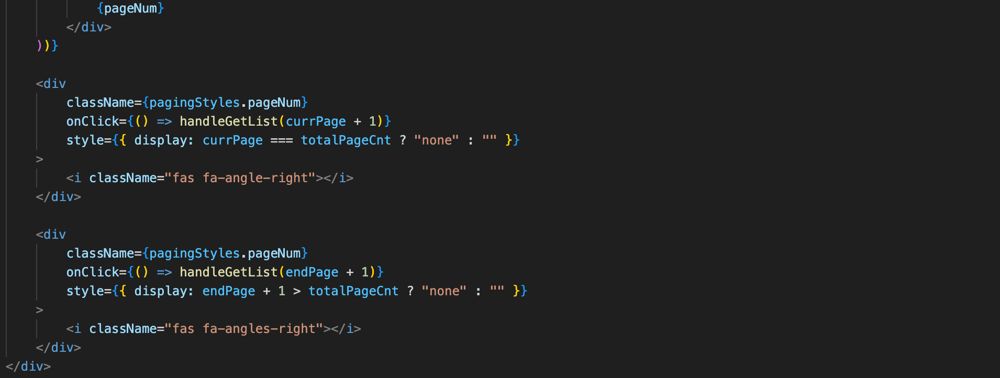 {pageNum}
</div>
))}
<div
className={pagingStyles.pageNum}
onClick={() => handleGetList(currPage + 1)}
style={{ display: currPage === totalPageCnt ? "none" : "" }}
>
<i className="fas fa-angle-right"></i>
</div>
<div
className={pagingStyles.pageNum}
onClick={() => handleGetList(endPage + 1)}
style={{ display: endPage + 1 > totalPageCnt ? "none" : "" }}
>
<i className="fas fa-angles-right"></i>
</div>
</div>